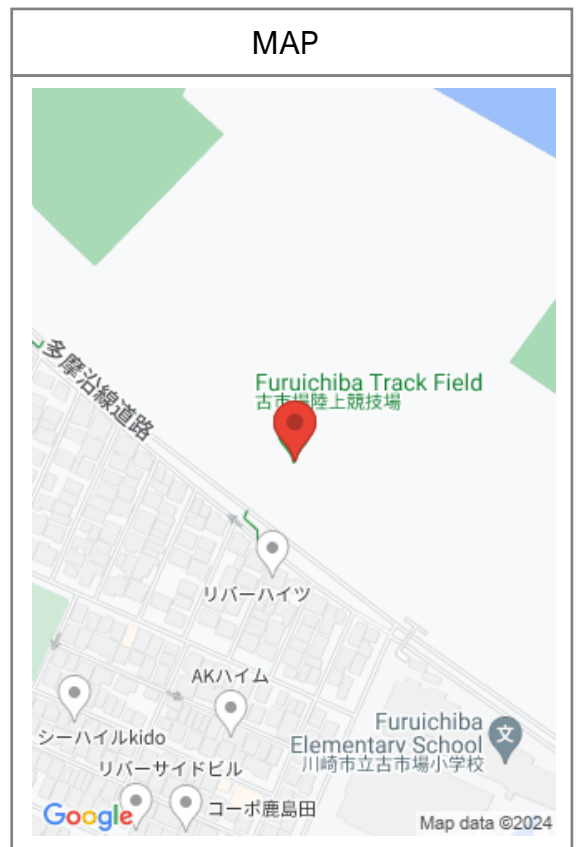 MAP
多摩沿線道路
Furuichiba Track Field
古市場陸上競技場
リバーハイツ
AKハイム
シーハイルkido
Furuichiba
Elementary School
川崎市立古市場小学校
文
リバーサイドビル
コーポ鹿島田
Google
Map data ©2024